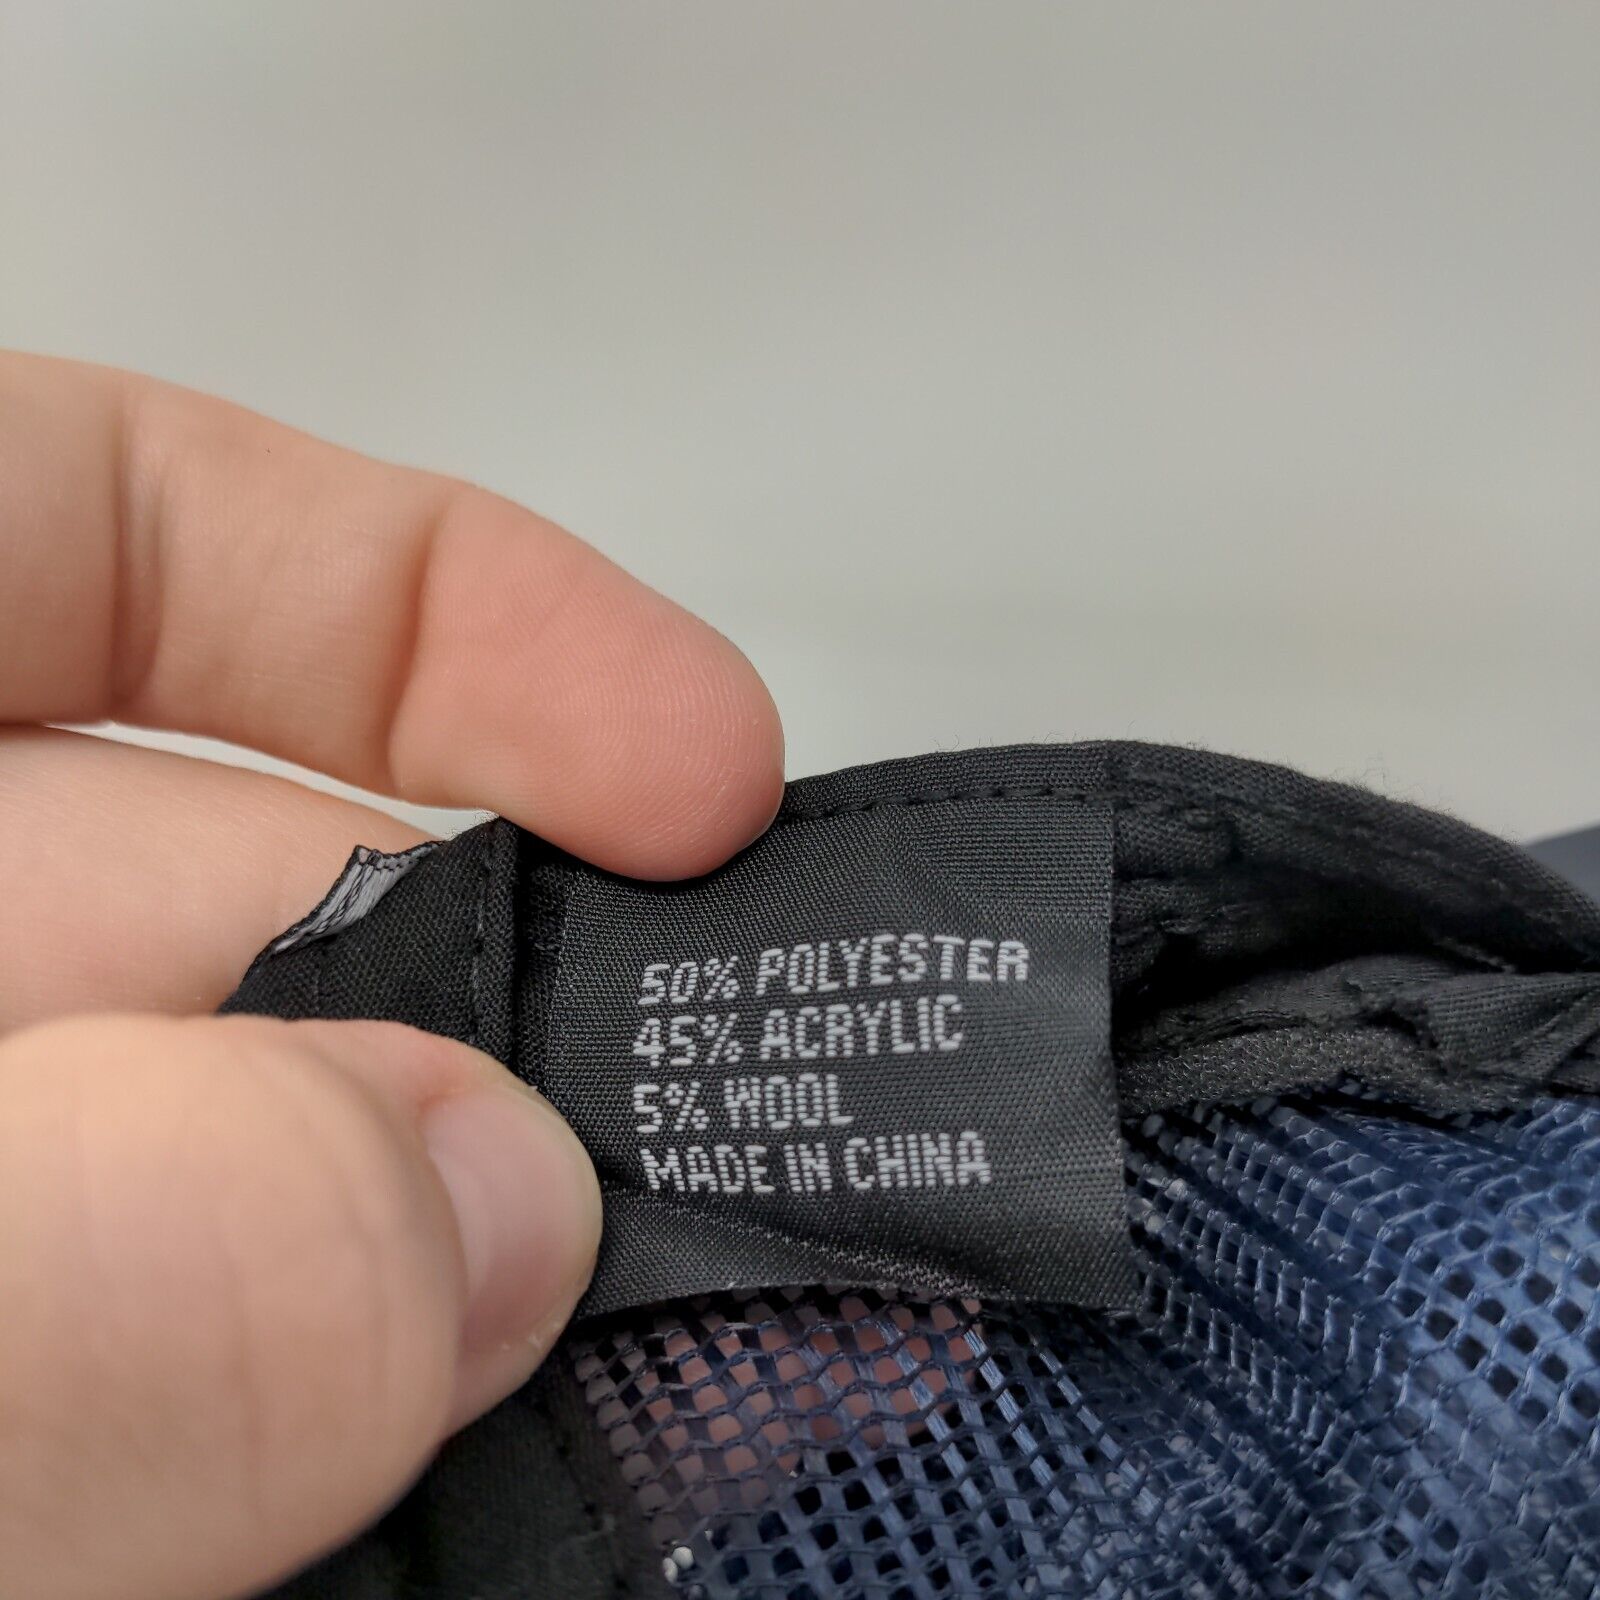 50% POLYESTER
45% ACRYLIC
5% WOOL
MADE IN CHINA